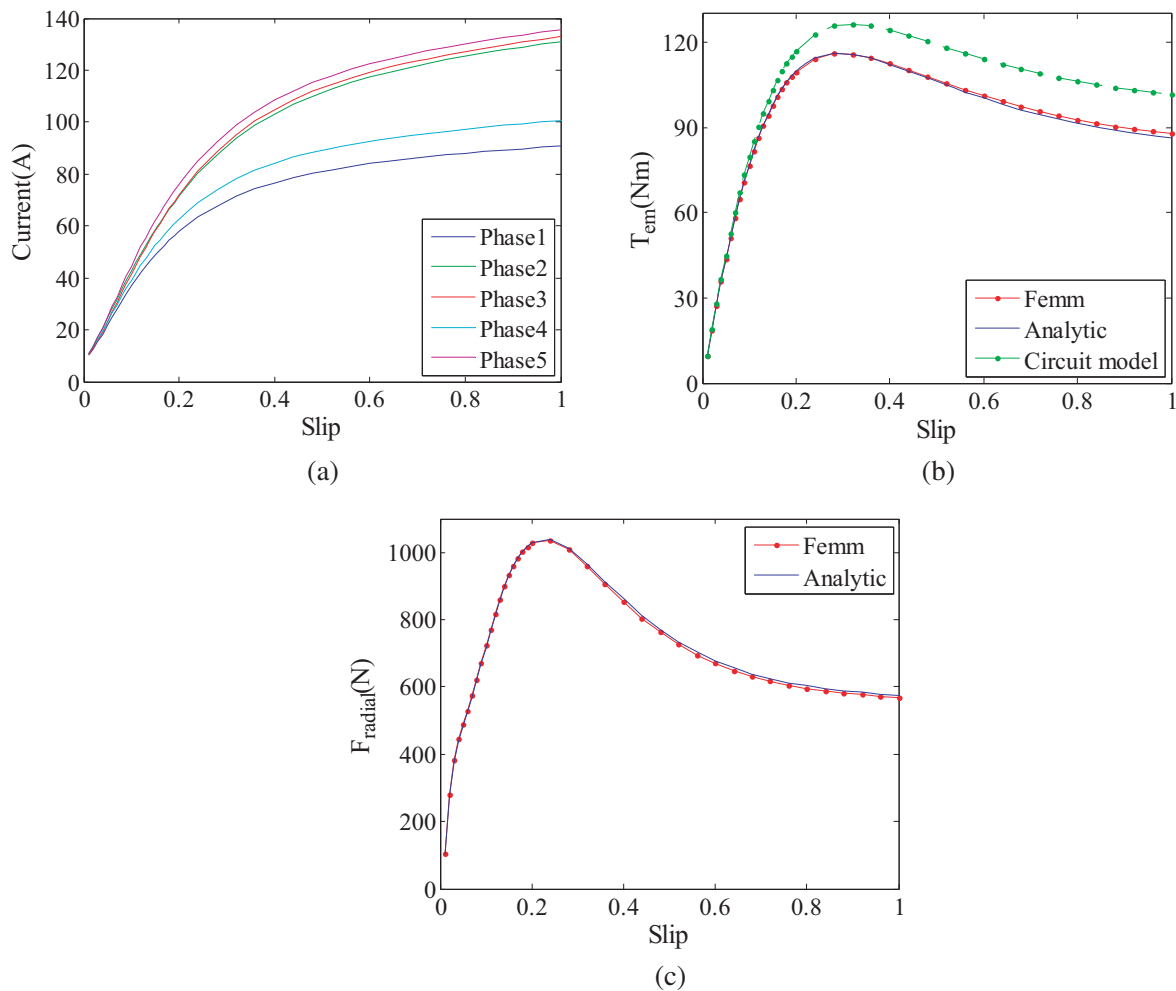 140
120
100
80
60
40
20
0
Current(A)
0 0.2 0.4 0.6 0.8 1
Slip
Phase1
Phase2
Phase3
Phase4
Phase5
(a)
120
90
60
30
0
T_em(Nm)
0 0.2 0.4 0.6 0.8 1
Slip
Femm
Analytic
Circuit model
(b)
1000
800
600
400
200
0
F_radial(N)
0 0.2 0.4 0.6 0.8 1
Slip
Femm
Analytic
(c)